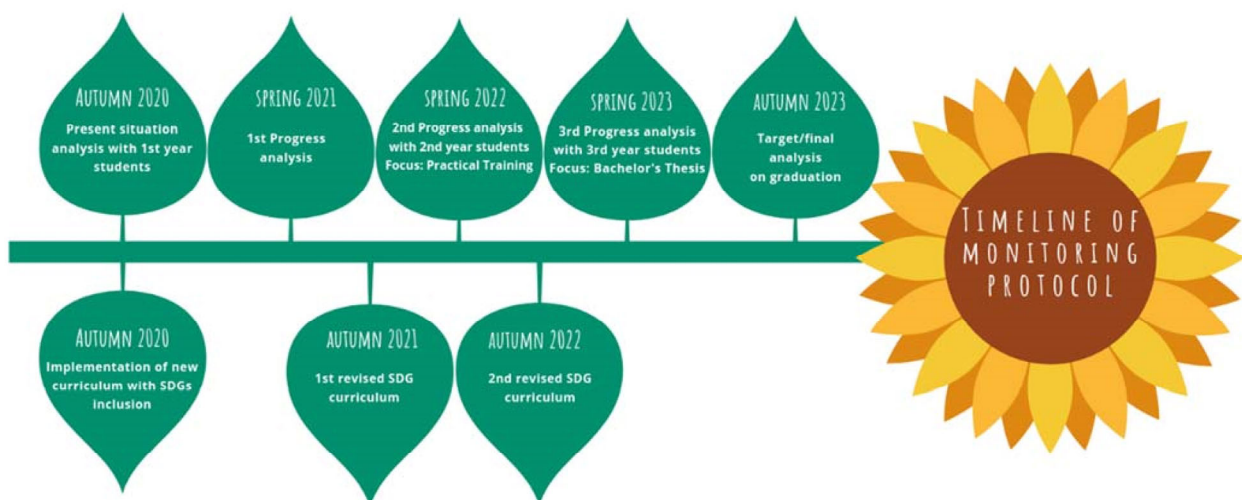 AUTUMN 2020
Present situation
analysis with 1st year
students
SPRING 2021
1st Progress
analysis
SPRING 2022
2nd Progress analysis
with 2nd year students
Focus: Practical Training
SPRING 2023
3rd Progress analysis
with 3rd year students
Focus: Bachelor's Thesis
AUTUMN 2023
Target/final
analysis
on graduation
TIMELINE OF
MONITORING
PROTOCOL
AUTUMN 2020
Implementation of new
curriculum with SDGs
inclusion
AUTUMN 2021
1st revised SDG
curriculum
AUTUMN 2022
2nd revised SDG
curriculum